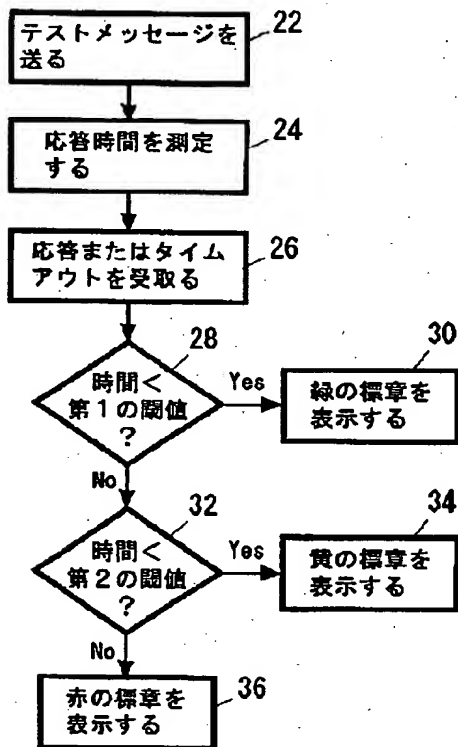 テストメッセージを
送る
22
応答時間を測定
する
24
応答またはタイム
アウトを受取る
26
時間<
第1の閾値
?
28
Yes
緑の標章を
表示する
30
No
時間<
第2の閾値
?
32
Yes
黄の標章を
表示する
34
No
赤の標章を
表示する
36